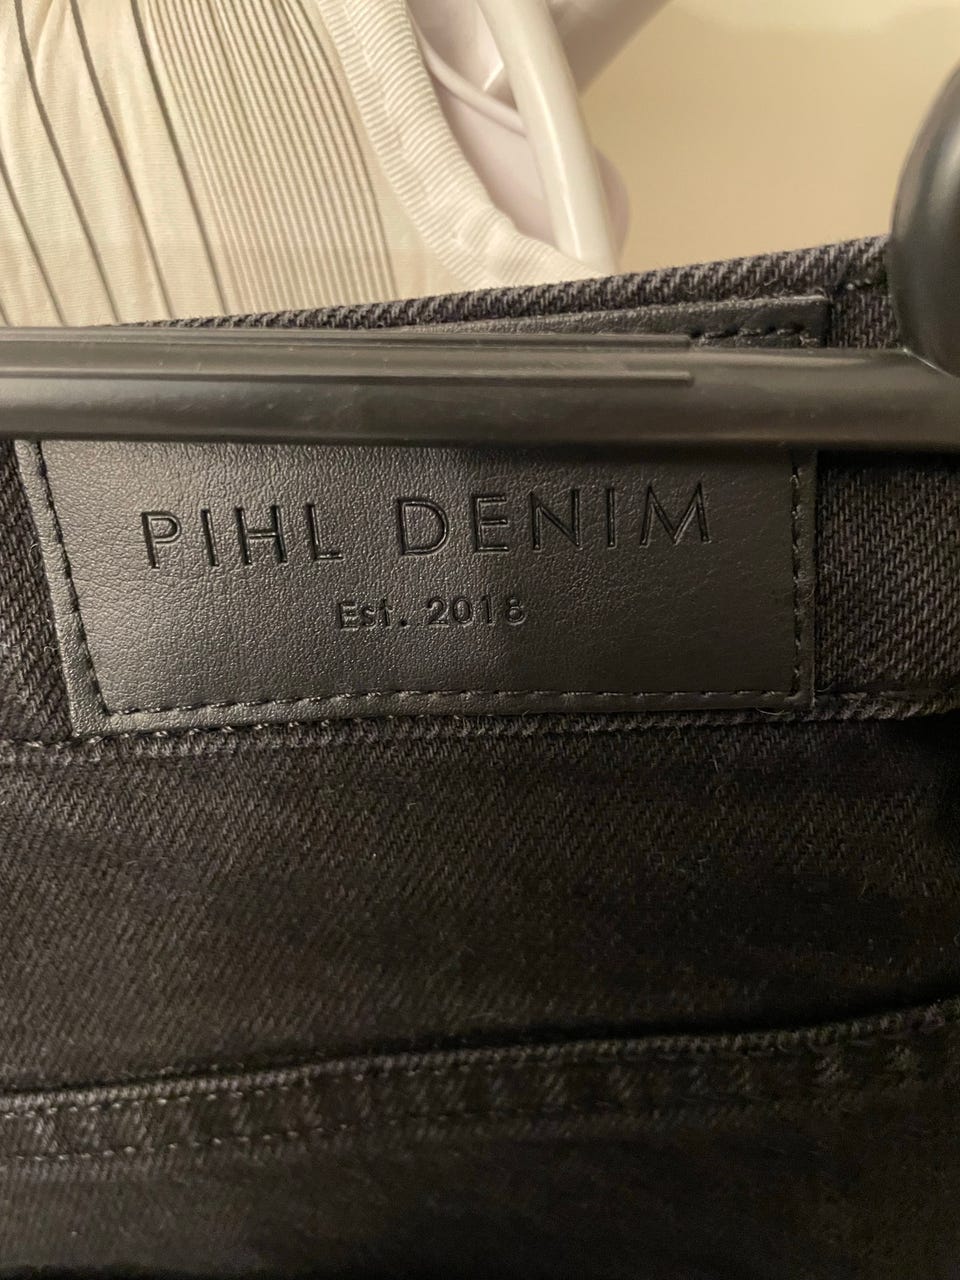 PIHL DENIM
Est. 2018